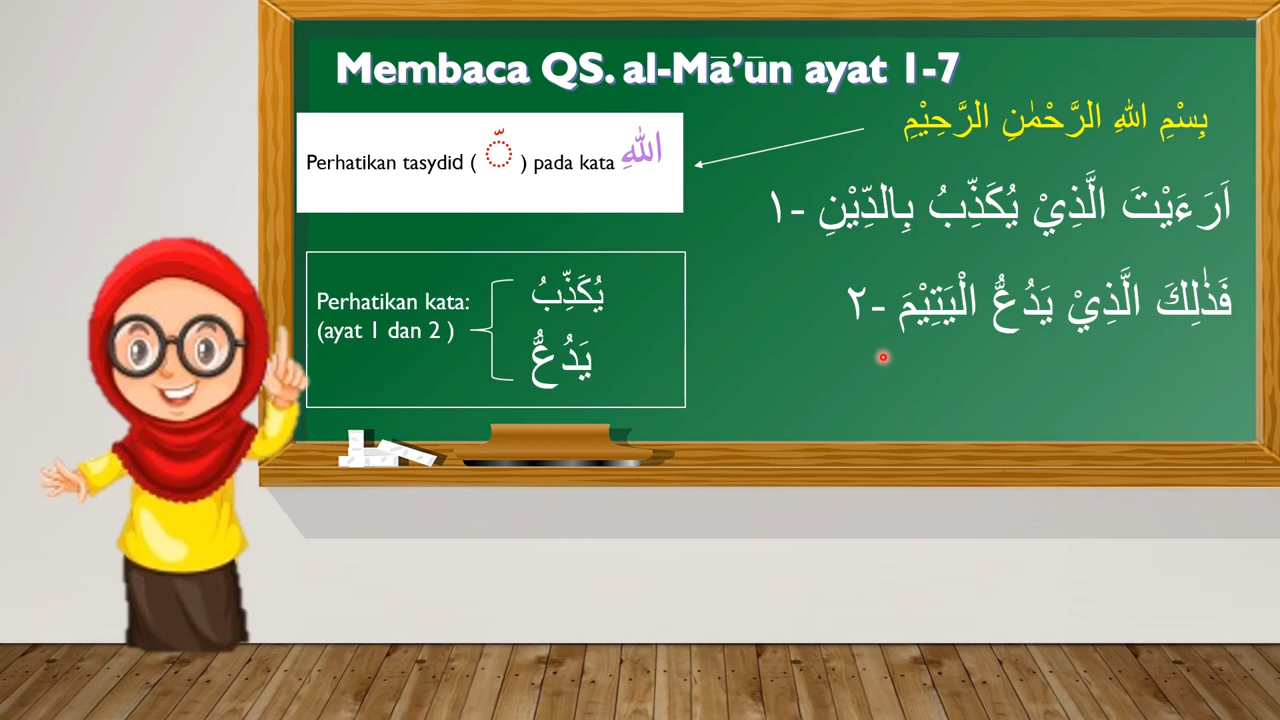 Membaca QS. al-Mā’ūn ayat 1-7
بِسْمِ اللهِ الرَّحْمٰنِ الرَّحِيْمِ
Perhatikan tasydid ( ّ ) pada kata اللهِ
اَرَءَيْتَ الَّذِيْ يُكَذِّبُ بِالدِّيْنِ -١
فَذٰلِكَ الَّذِيْ يَدُعُّ الْيَتِيْمَ -٢
Perhatikan kata:
(ayat 1 dan 2 )
يُكَذِّبُ
يَدُعُّ